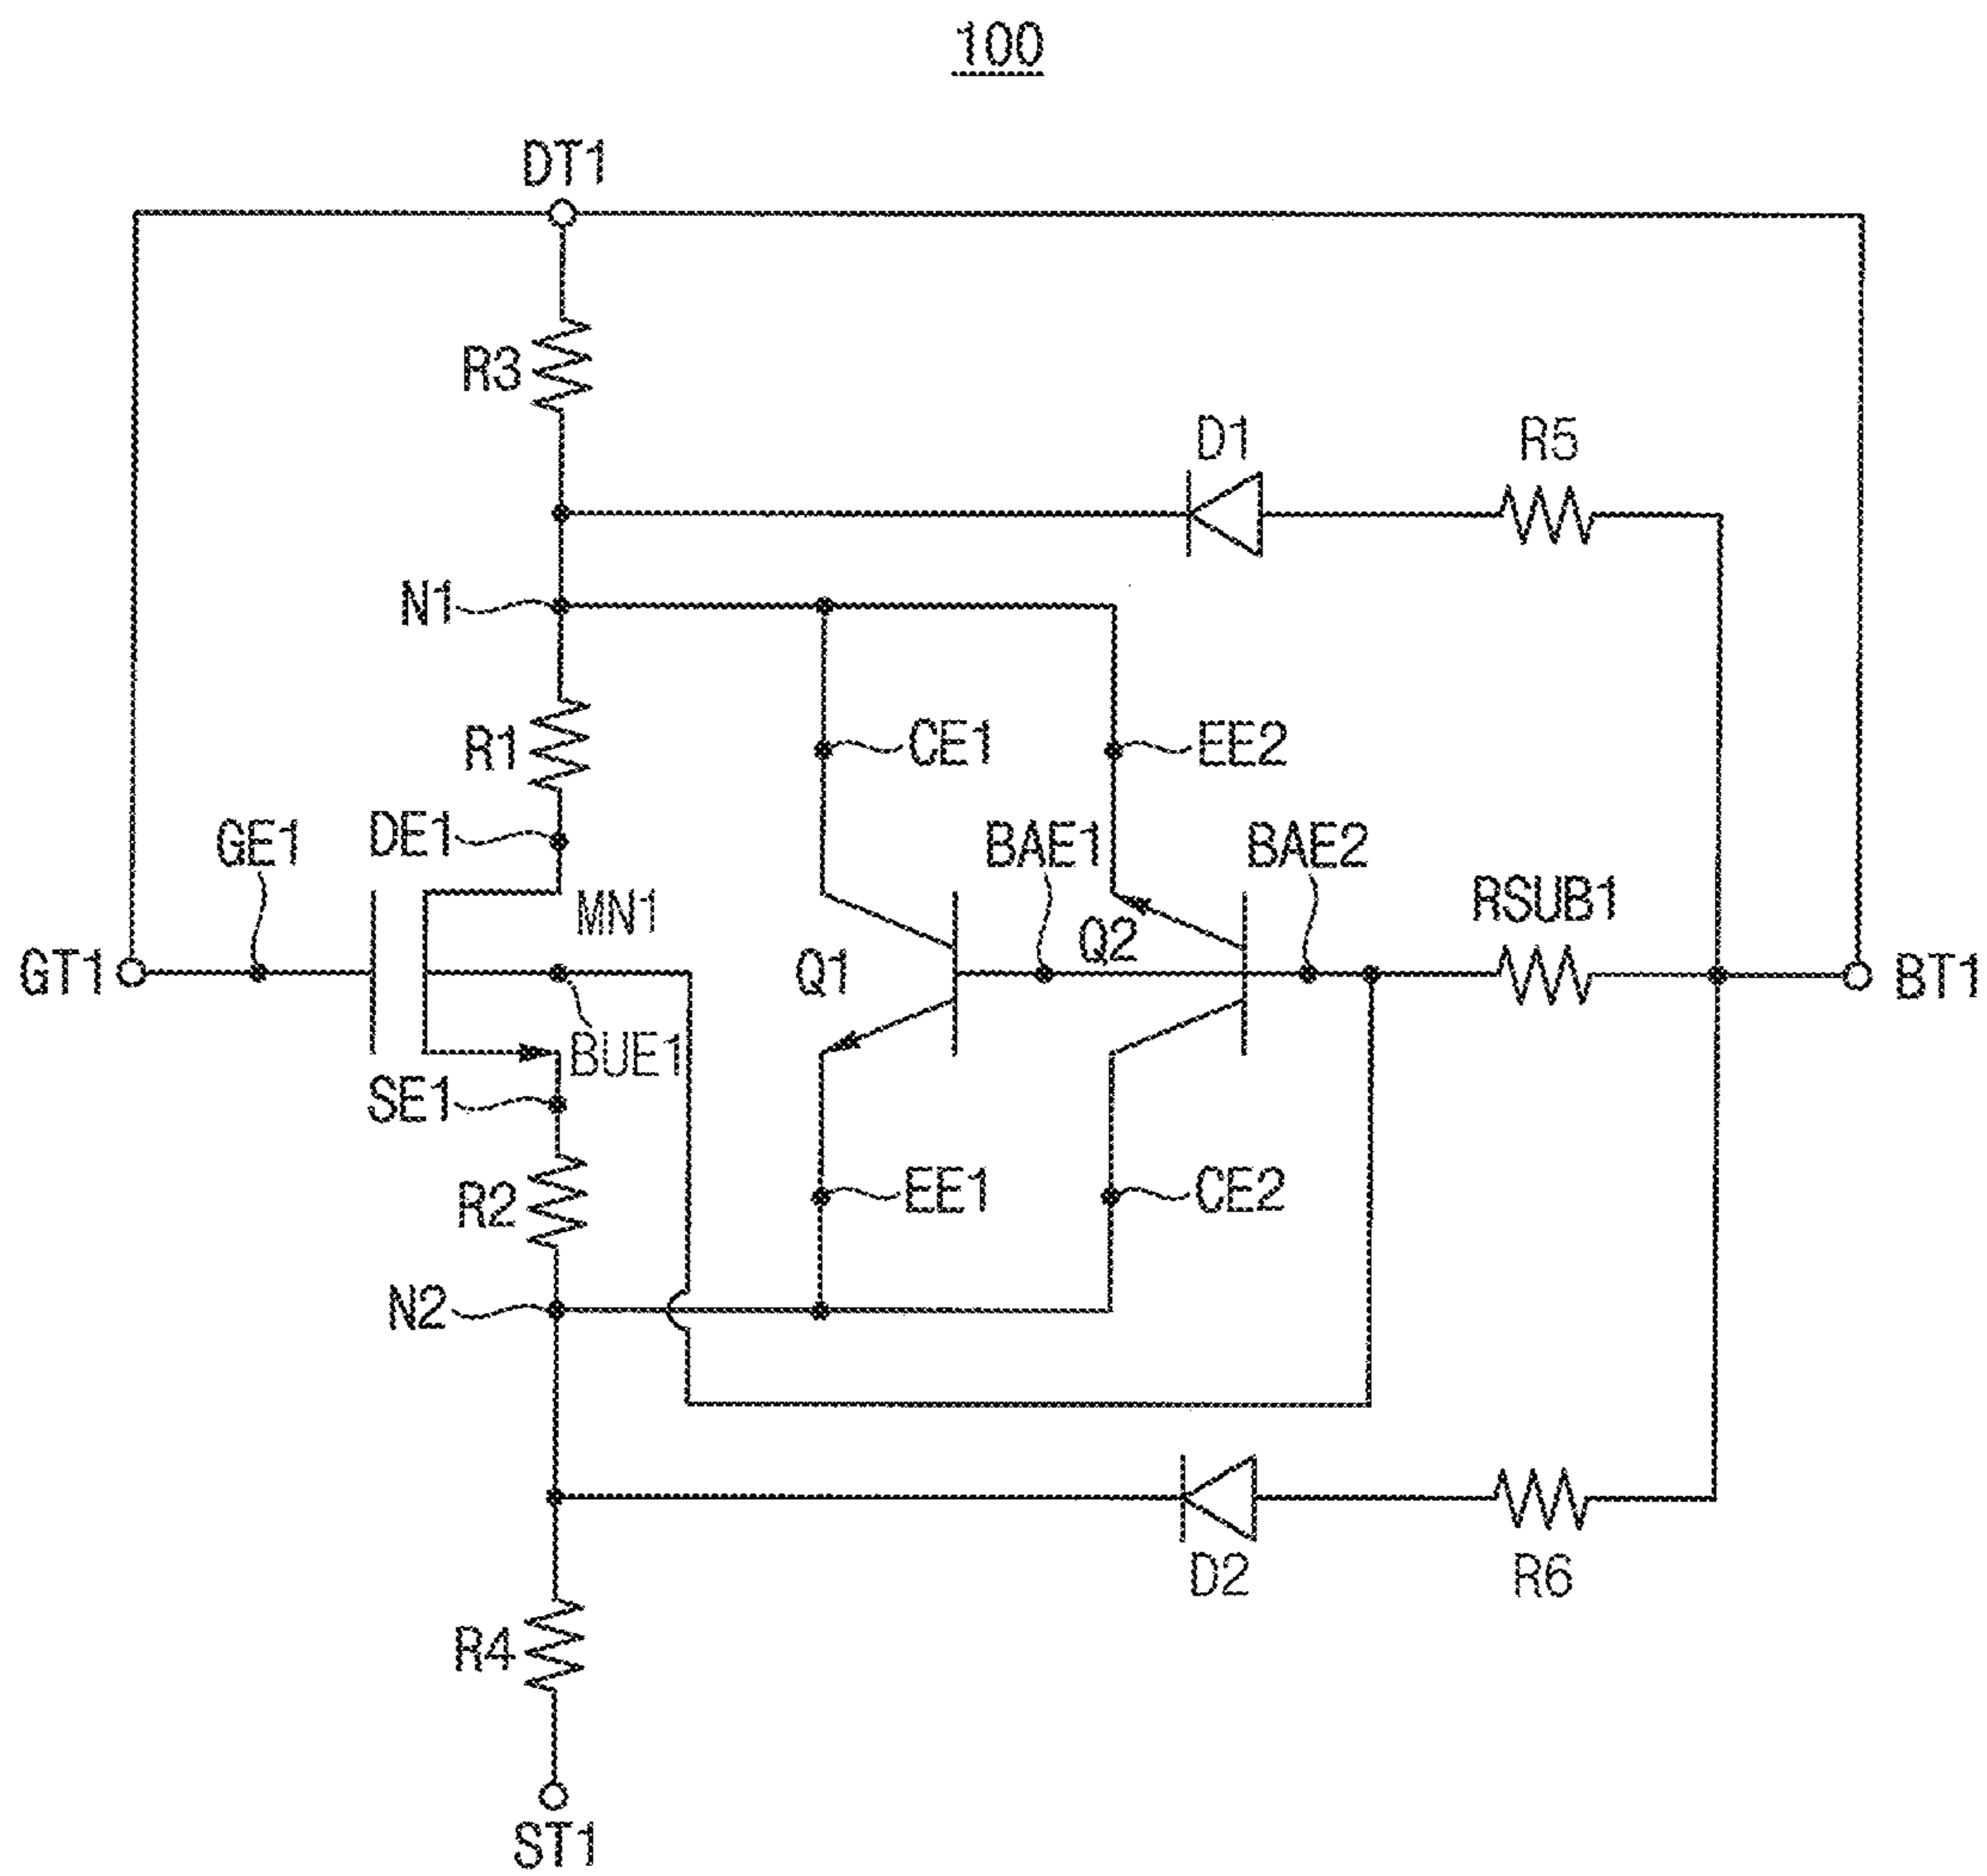 100
DT1
R3
D1
R5
N1
R1
CE1
EE2
GE1
DE1
BAE1
BAE2
RSUB1
MN1
GT1
Q1
Q2
BT1
BUE1
SE1
R2
EE1
CE2
N2
D2
R6
R4
ST1